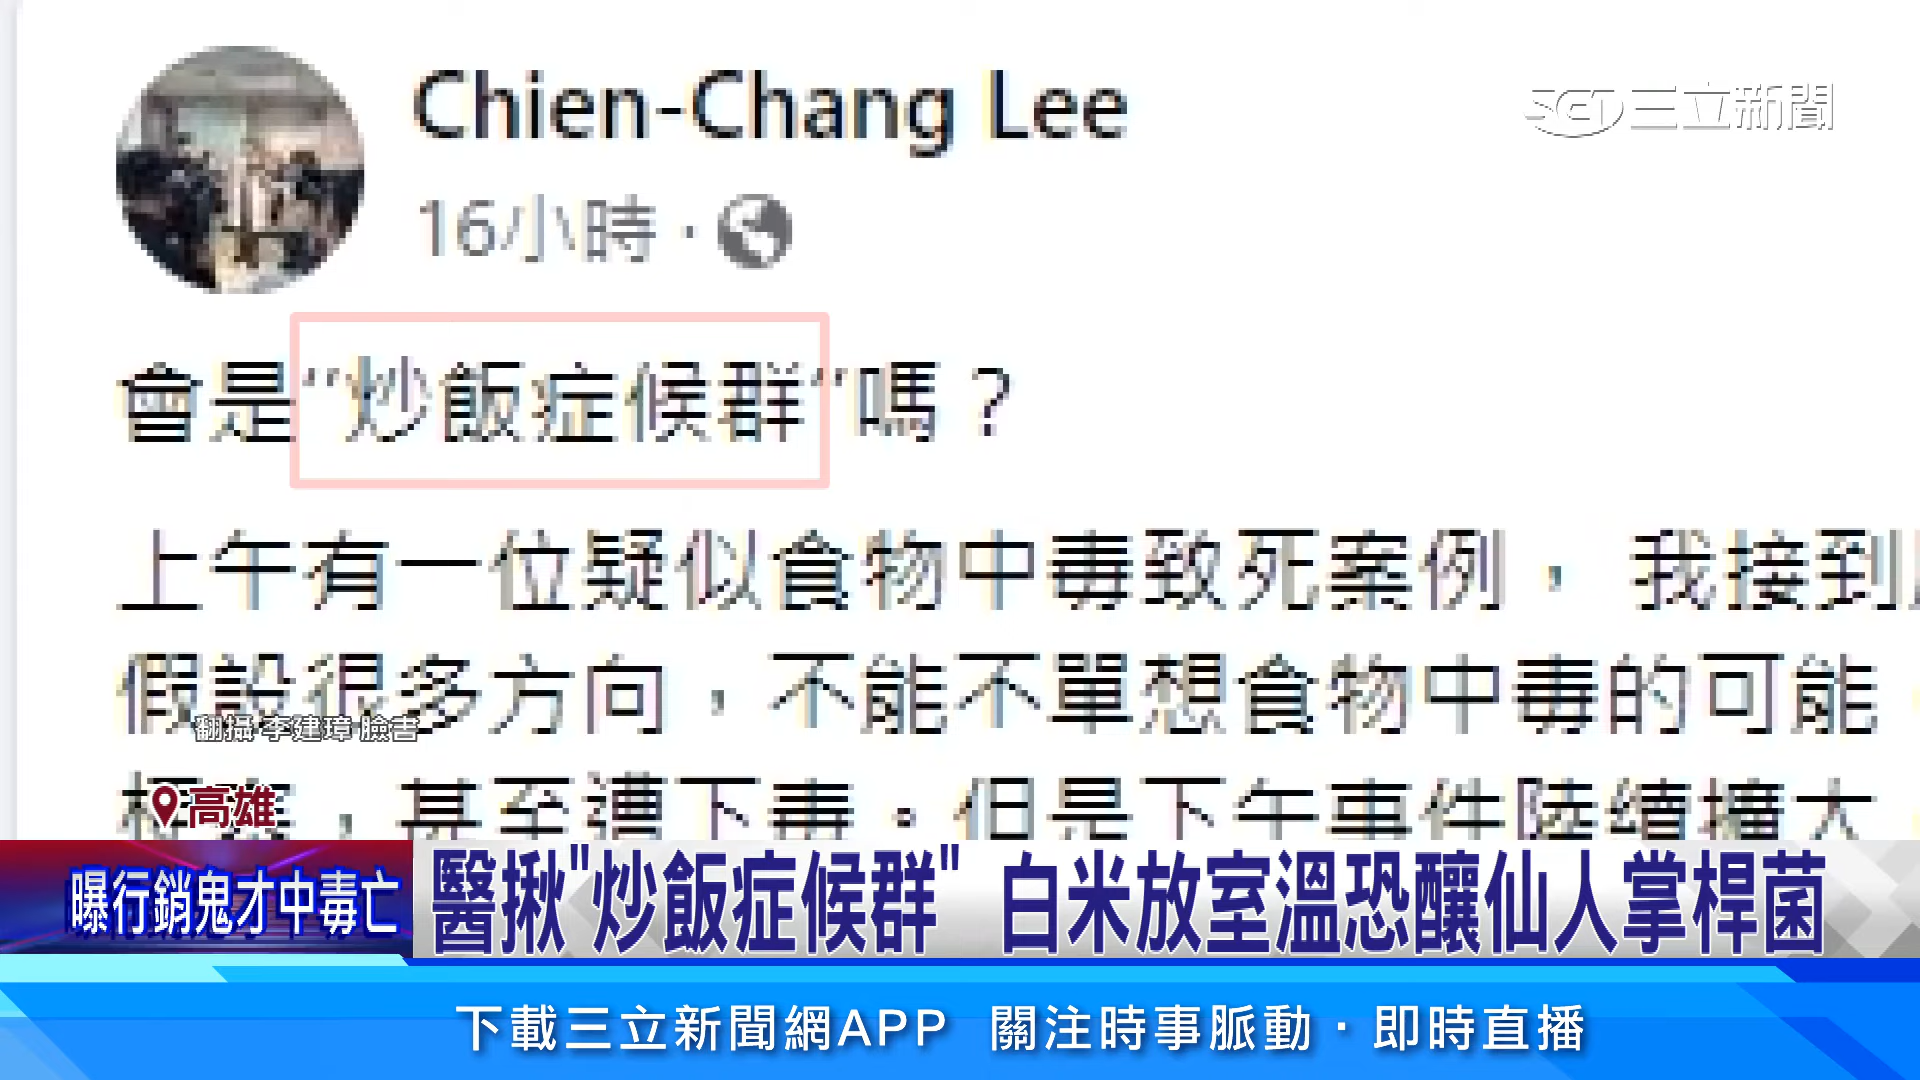 Chien-Chang Lee
SET三立新聞
16小時 ·
會是“炒飯症候群”嗎？
上午有一位疑似食物中毒致死案例， 我接到
假設很多方向，不能不單想食物中毒的可能
翻攝 李建璋 臉書
，甚至遭下毒。但是下午事件陸續擴大
高雄
曝行銷鬼才中毒亡
醫揪"炒飯症候群" 白米放室溫恐釀仙人掌桿菌
下載三立新聞網APP 關注時事脈動·即時直播